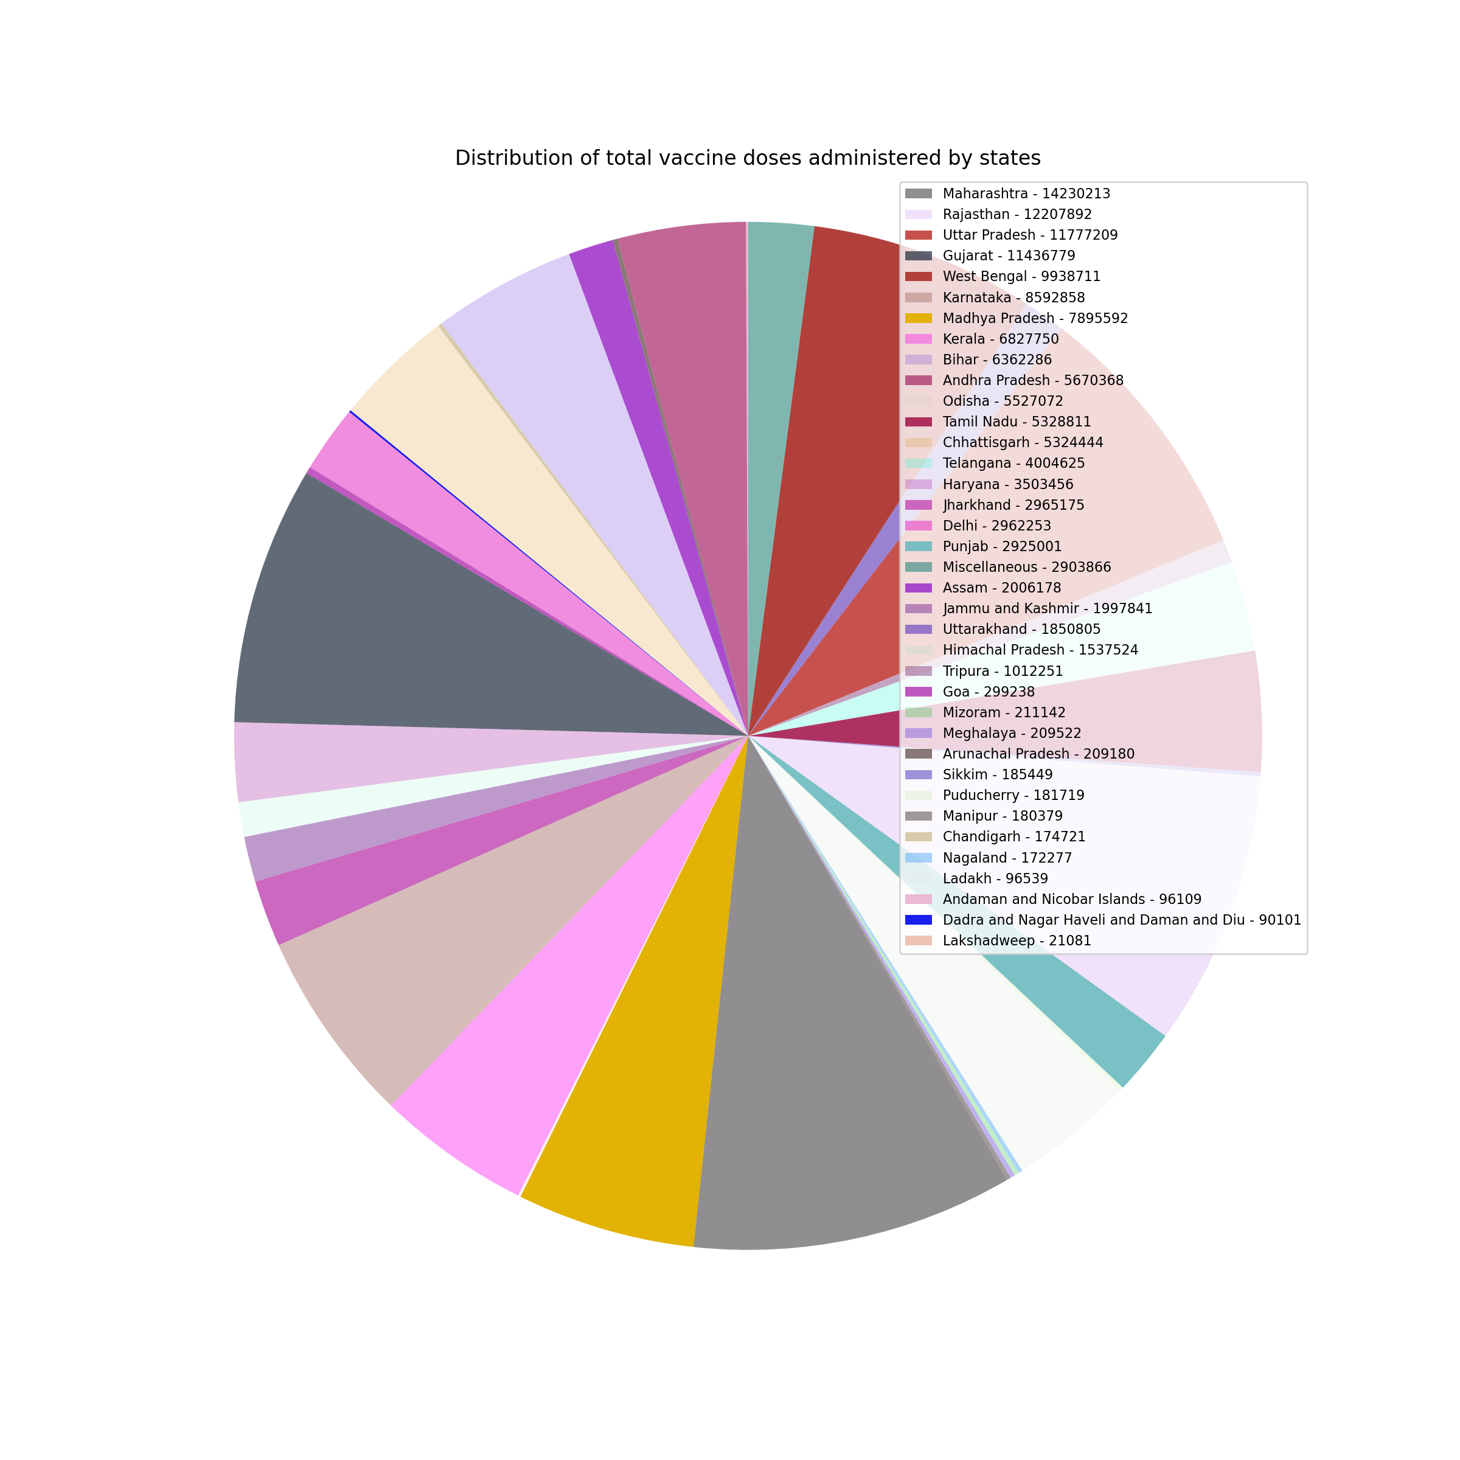 Distribution of total vaccine doses administered by states
Maharashtra - 14230213
Rajasthan - 12207892
Uttar Pradesh - 11777209
Gujarat - 11436779
West Bengal - 9938711
Karnataka - 8592858
Madhya Pradesh - 7895592
Kerala - 6827750
Bihar - 6362286
Andhra Pradesh - 5670368
Odisha - 5527072
Tamil Nadu - 5328811
Chhattisgarh - 5324444
Telangana - 4004625
Haryana - 3503456
Jharkhand - 2965175
Delhi - 2962253
Punjab - 2925001
Miscellaneous - 2903866
Assam - 2006178
Jammu and Kashmir - 1997841
Uttarakhand - 1850805
Himachal Pradesh - 1537524
Tripura - 1012251
Goa - 299238
Mizoram - 211142
Meghalaya - 209522
Arunachal Pradesh - 209180
Sikkim - 185449
Puducherry - 181719
Manipur - 180379
Chandigarh - 174721
Nagaland - 172277
Ladakh - 96539
Andaman and Nicobar Islands - 96109
Dadra and Nagar Haveli and Daman and Diu - 90101
Lakshadweep - 21081